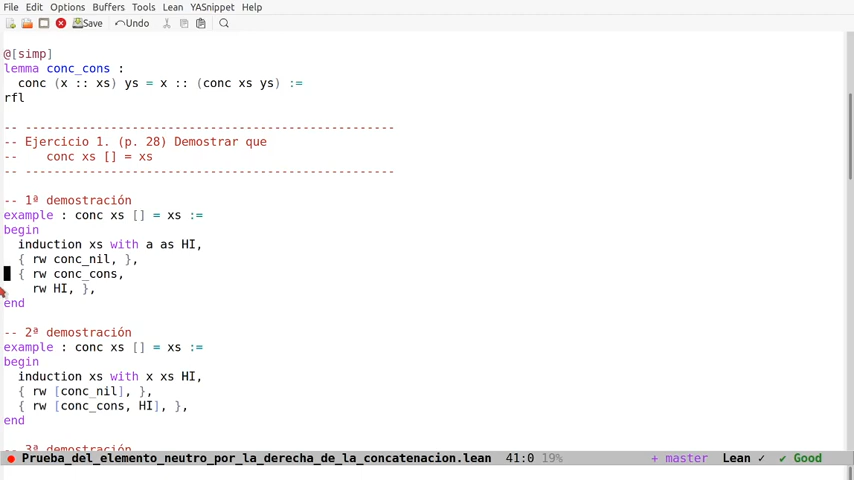 File Edit Options Buffers Tools Lean YASnippet Help
Save Undo
@[simp]
lemma conc_cons :
conc (x :: xs) ys = x :: (conc xs ys) :=
rfl
-- ---------------------------------------------------
-- Ejercicio 1. (p. 28) Demostrar que
-- conc xs [] = xs
-- ---------------------------------------------------
-- 1ª demostración
example : conc xs [] = xs :=
begin
induction xs with a as HI,
{ rw conc_nil, },
{ rw conc_cons,
rw HI, },
end
-- 2ª demostración
example : conc xs [] = xs :=
begin
induction xs with x xs HI,
{ rw [conc_nil], },
{ rw [conc_cons, HI], },
end
-- 3ª demostración
Prueba_del_elemento_neutro_por_la_derecha_de_la_concatenacion.lean 41:0 19% + master Lean ✓ ✔ Good